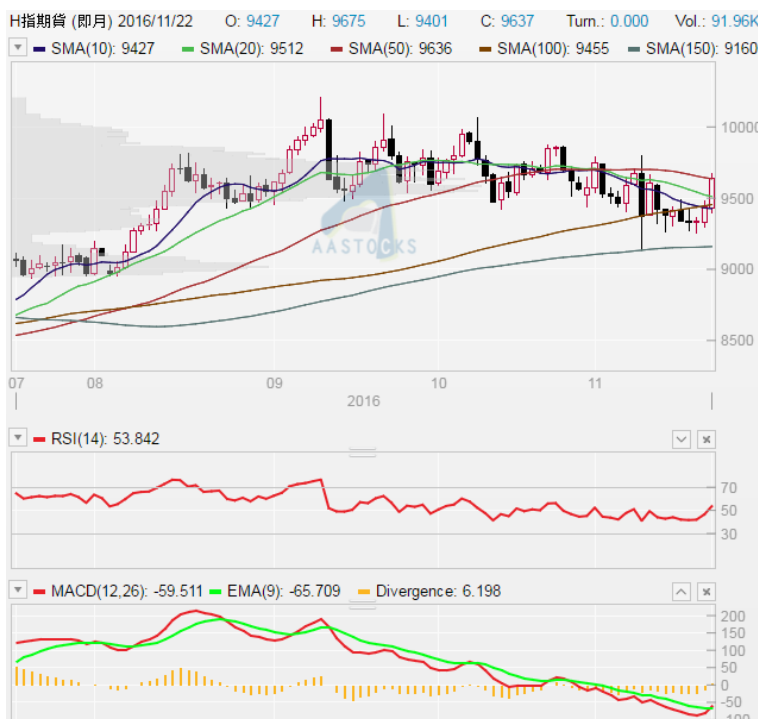 H指期貨 (即月) 2016/11/22 O: 9427 H: 9675 L: 9401 C: 9637 Turn.: 0.000 Vol.: 91.96K
SMA(10): 9427 SMA(20): 9512 SMA(50): 9636 SMA(100): 9455 SMA(150): 9160
10000
9500
AASTOCKS
9000
8500
07 08 09 10 11
2016
RSI(14): 53.842
70
50
30
MACD(12,26): -59.511 EMA(9): -65.709 Divergence: 6.198
200
150
100
50
0
-50
-100